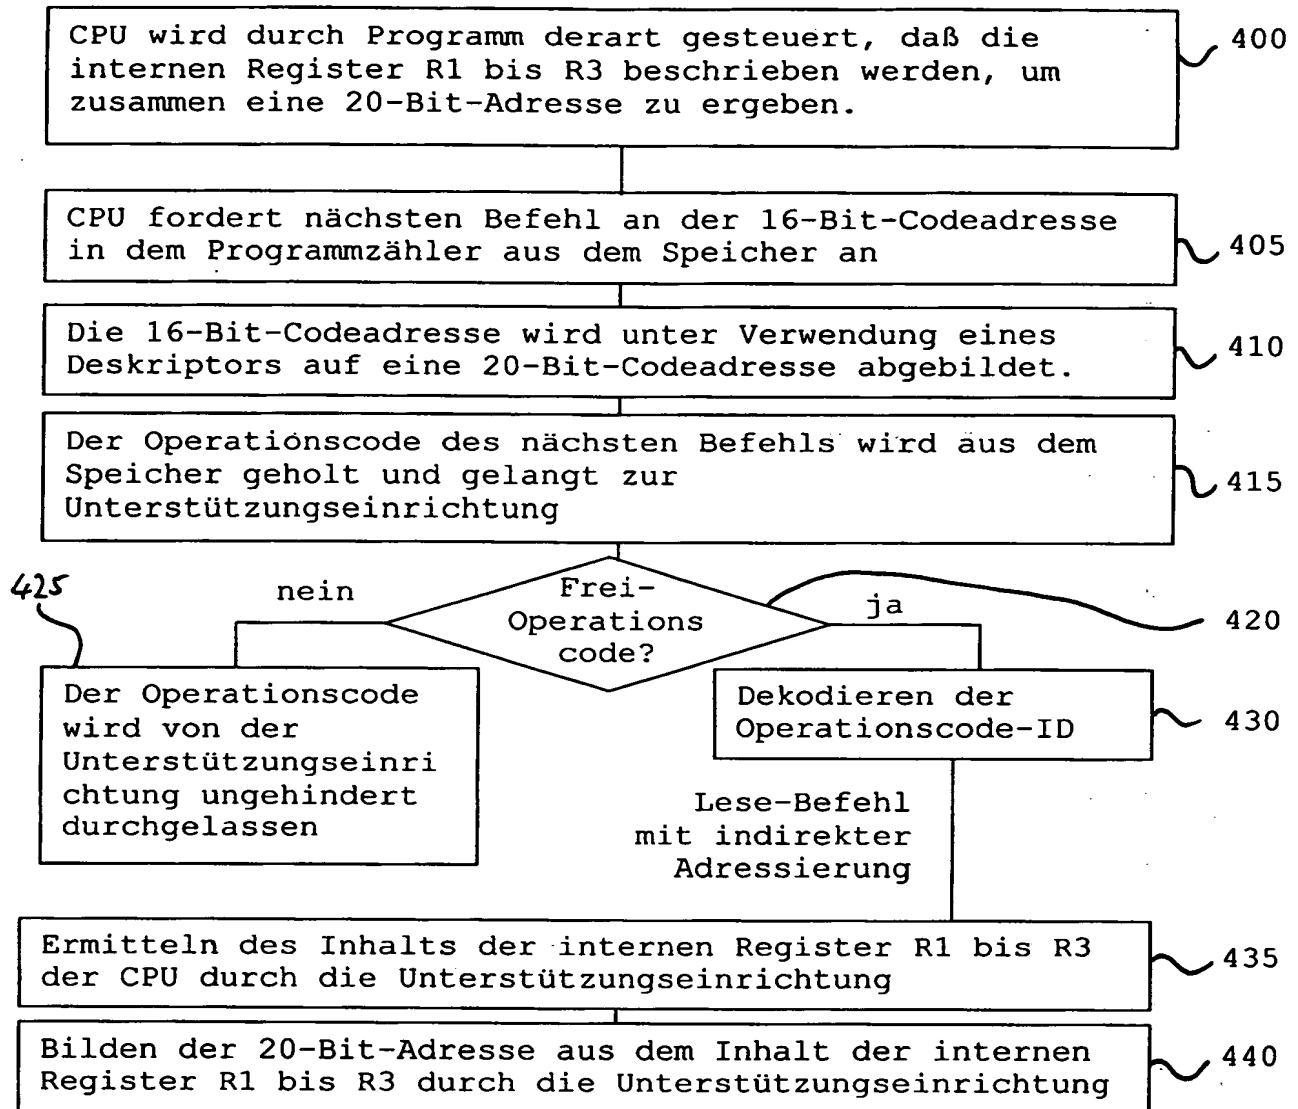 CPU wird durch Programm derart gesteuert, daß die
internen Register R1 bis R3 beschrieben werden, um
zusammen eine 20-Bit-Adresse zu ergeben.
400
CPU fordert nächsten Befehl an der 16-Bit-Codeadresse
in dem Programmzähler aus dem Speicher an
405
Die 16-Bit-Codeadresse wird unter Verwendung eines
Deskriptors auf eine 20-Bit-Codeadresse abgebildet.
410
Der Operationscode des nächsten Befehls wird aus dem
Speicher geholt und gelangt zur
Unterstützungseinrichtung
415
425
nein
Frei-
Operations
code?
ja
420
Der Operationscode
wird von der
Unterstützungseinri
chtung ungehindert
durchgelassen
Dekodieren der
Operationscode-ID
430
Lese-Befehl
mit indirekter
Adressierung
Ermitteln des Inhalts der internen Register R1 bis R3
der CPU durch die Unterstützungseinrichtung
435
Bilden der 20-Bit-Adresse aus dem Inhalt der internen
Register R1 bis R3 durch die Unterstützungseinrichtung
440